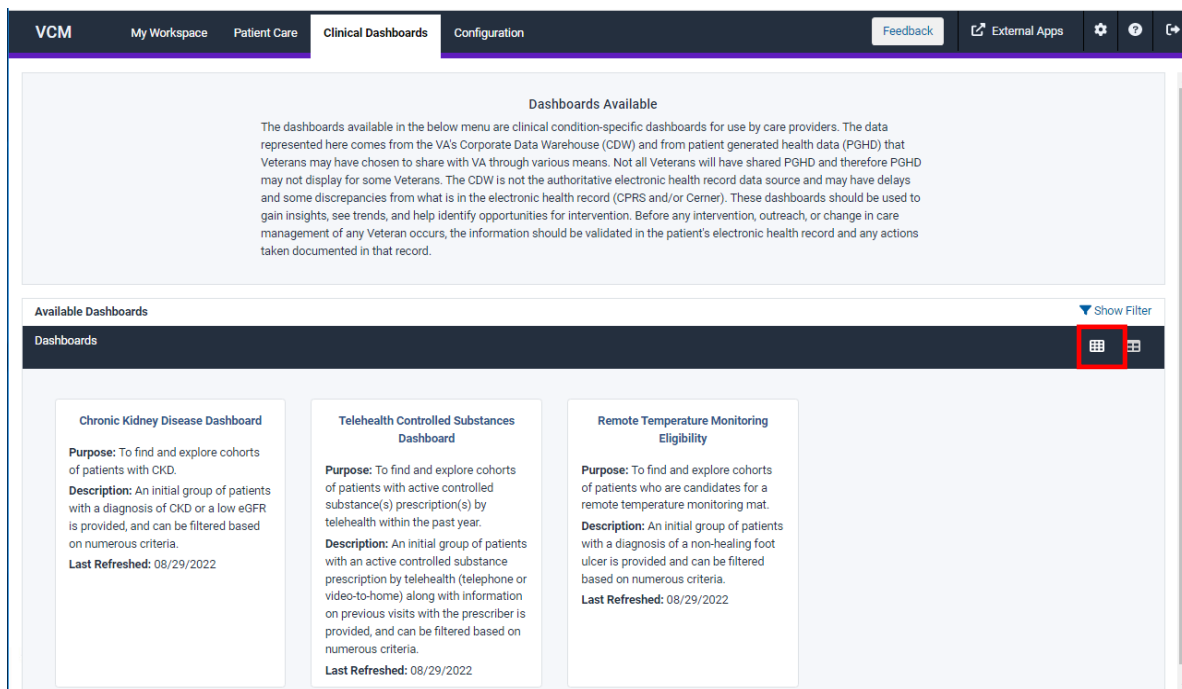 VCM My Workspace Patient Care Clinical Dashboards Configuration Feedback External Apps
Dashboards Available
The dashboards available in the below menu are clinical condition-specific dashboards for use by care providers. The data
represented here comes from the VA's Corporate Data Warehouse (CDW) and from patient generated health data (PGHD) that
Veterans may have chosen to share with VA through various means. Not all Veterans will have shared PGHD and therefore PGHD
may not display for some Veterans. The CDW is not the authoritative electronic health record data source and may have delays
and some discrepancies from what is in the electronic health record (CPRS and/or Cerner). These dashboards should be used to
gain insights, see trends, and help identify opportunities for intervention. Before any intervention, outreach, or change in care
management of any Veteran occurs, the information should be validated in the patient's electronic health record and any actions
taken documented in that record.
Available Dashboards Show Filter
Dashboards
Chronic Kidney Disease Dashboard
Purpose: To find and explore cohorts
of patients with CKD.
Description: An initial group of patients
with a diagnosis of CKD or a low eGFR
is provided, and can be filtered based
on numerous criteria.
Last Refreshed: 08/29/2022
Telehealth Controlled Substances
Dashboard
Purpose: To find and explore cohorts
of patients with active controlled
substance(s) prescription(s) by
telehealth within the past year.
Description: An initial group of patients
with an active controlled substance
prescription by telehealth (telephone or
video-to-home) along with information
on previous visits with the prescriber is
provided, and can be filtered based on
numerous criteria.
Last Refreshed: 08/29/2022
Remote Temperature Monitoring
Eligibility
Purpose: To find and explore cohorts
of patients who are candidates for a
remote temperature monitoring mat.
Description: An initial group of patients
with a diagnosis of a non-healing foot
ulcer is provided and can be filtered
based on numerous criteria.
Last Refreshed: 08/29/2022